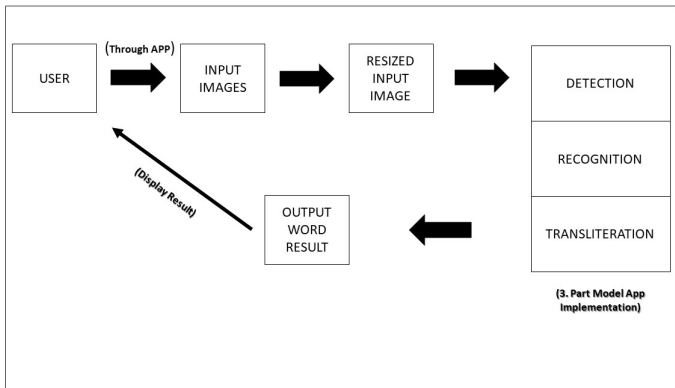 (Through APP)
USER
INPUT
IMAGES
RESIZED
INPUT
IMAGE
DETECTION
RECOGNITION
TRANSLITERATION
(3. Part Model App
Implementation)
OUTPUT
WORD
RESULT
(Display Result)